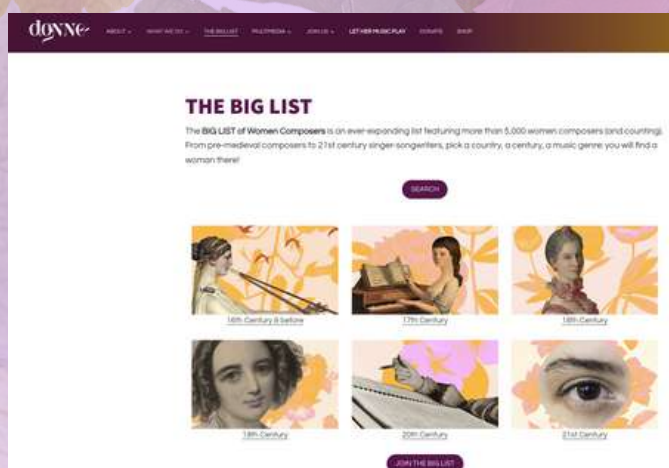 donne
ABOUT
WHAT WE DO
THE BIG LIST
MULTIMEDIA
JOIN US
LET HER MUSIC PLAY
DONATE
SHOP
THE BIG LIST
The BIG LIST of Women Composers is an ever-expanding list featuring more than 5,000 women composers (and counting).
From pre-medieval composers to 21st century singer-songwriters, pick a country, a century, a music genre: you will find a
woman there!
SEARCH
16th Century & before
17th Century
18th Century
19th Century
20th Century
21st Century
JOIN THE BIG LIST